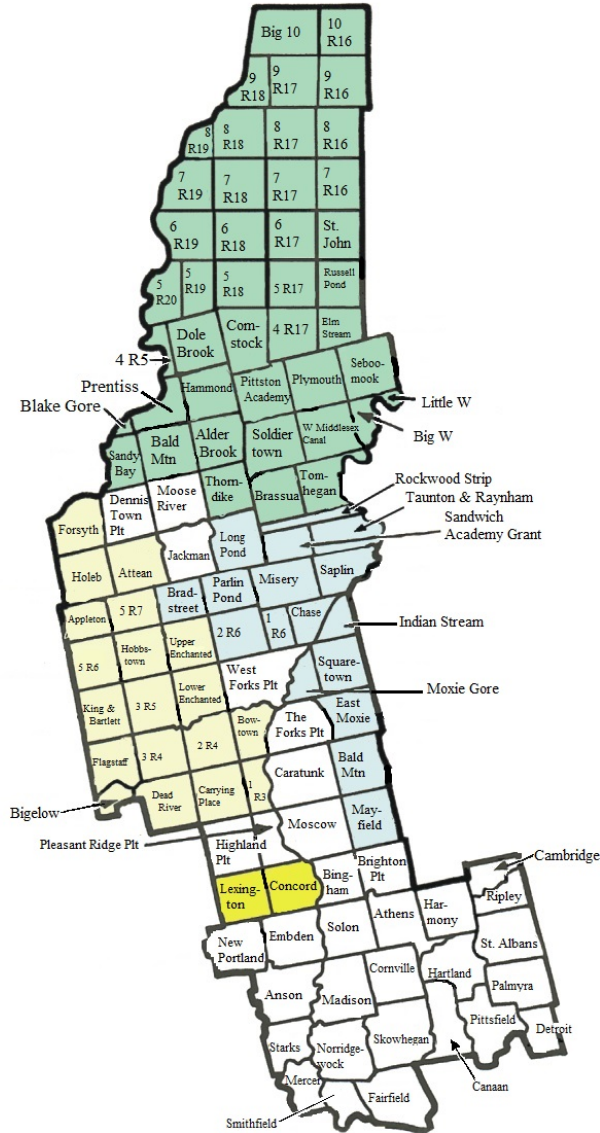 Big 10
10
R16
9
R18
9
R17
9
R16
8
R19
8
R18
8
R17
8
R16
7
R19
7
R18
7
R17
7
R16
6
R19
6
R18
6
R17
St.
John
5
R20
5
R19
5
R18
5 R17
Russell
Pond
4 R5
Dole
Brook
Com-
stock
4 R17
Elm
Stream
Prentiss
Hammond
Pittston
Academy
Plymouth
Seboo-
mook
Blake Gore
Little W
Big W
Sandy
Bay
Bald
Mtn
Alder
Brook
Soldier
town
W Middlesex
Canal
Dennis
Town
Plt
Moose
River
Thorn-
dike
Brassua
Tom-
hegan
Rockwood Strip
Taunton & Raynham
Sandwich
Academy Grant
Forsyth
Jackman
Long
Pond
Holeb
Attean
Brad-
street
Parlin
Pond
Misery
Saplin
Appleton
5 R7
Upper
Enchanted
2 R6
1
R6
Chase
Indian Stream
5 R6
Hobbs-
town
West
Forks Plt
Square-
town
Moxie Gore
King &
Bartlett
3 R5
Lower
Enchanted
Bow-
town
The
Forks Plt
East
Moxie
Flagstaff
3 R4
2 R4
Caratunk
Bald
Mtn
Bigelow
Dead
River
Carrying
Place
1
R3
Moscow
May-
field
Pleasant Ridge Plt
Highland
Plt
Lexing-
ton
Concord
Bing-
ham
Brighton
Plt
Cambridge
Ripley
New
Portland
Embden
Solon
Athens
Har-
mony
St. Albans
Anson
Madison
Cornville
Hartland
Palmyra
Starks
Norridge-
wock
Skowhegan
Pittsfield
Detroit
Mercer
Canaan
Smithfield
Fairfield